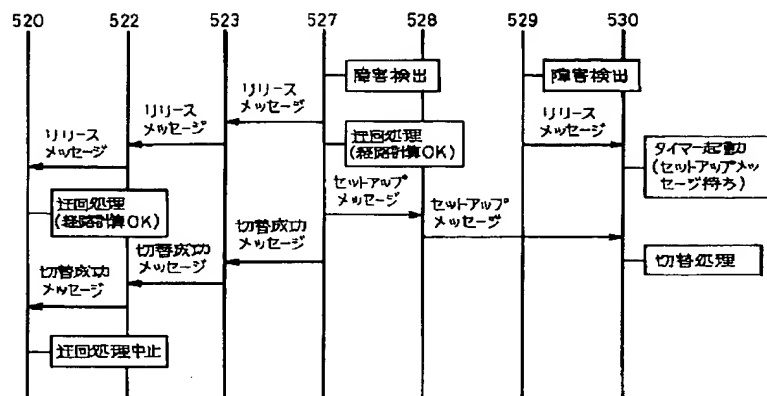 520 522 523 527 528 529 530
障害検出
障害検出
リリース
メッセージ
リリース
メッセージ
リリース
メッセージ
迂回処理
(経路計算OK)
リリース
メッセージ
タイマー起動
(セットアップメッ
セージ持ち)
迂回処理
(経路計算OK)
セットアップ
メッセージ
セットアップ
メッセージ
切替成功
メッセージ
切替成功
メッセージ
切替成功
メッセージ
切替処理
迂回処理中止